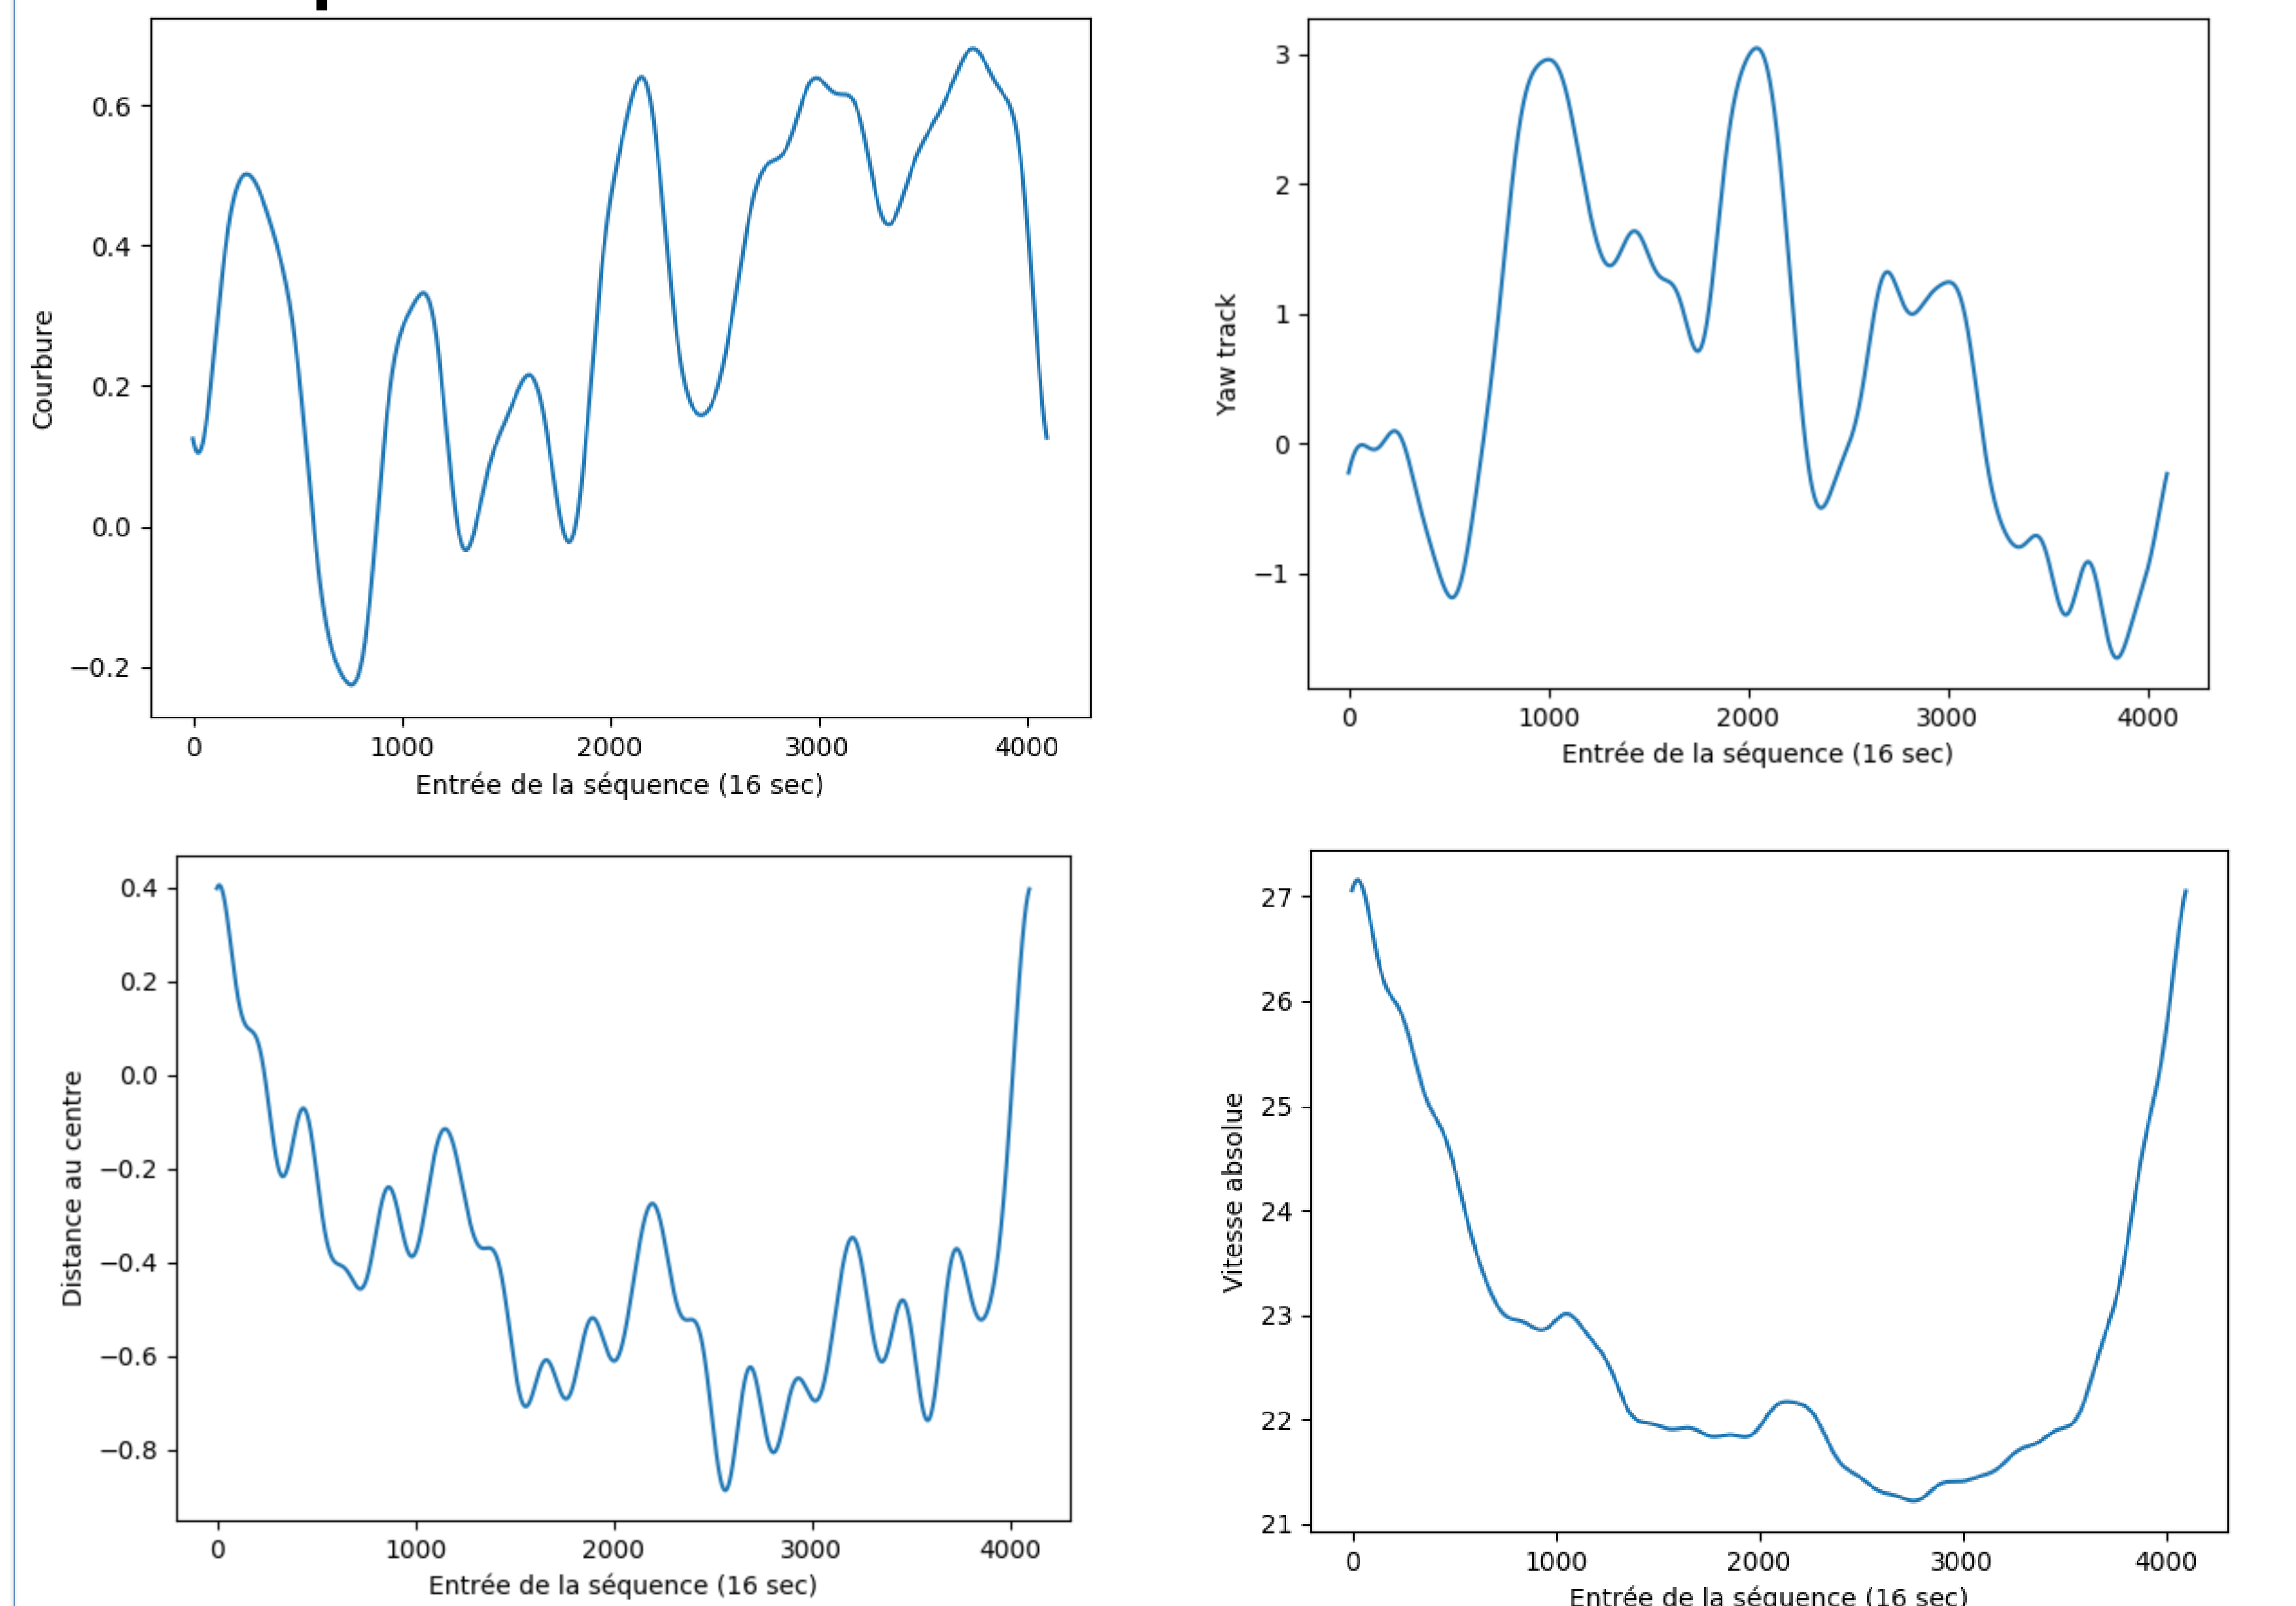 Courbure
0.6
0.4
0.2
0.0
−0.2
0 1000 2000 3000 4000
Entrée de la séquence (16 sec)
Yaw track
3
2
1
0
−1
0 1000 2000 3000 4000
Entrée de la séquence (16 sec)
Distance au centre
0.4
0.2
0.0
−0.2
−0.4
−0.6
−0.8
0 1000 2000 3000 4000
Entrée de la séquence (16 sec)
Vitesse absolue
27
26
25
24
23
22
21
0 1000 2000 3000 4000
Entrée de la séquence (16 sec)